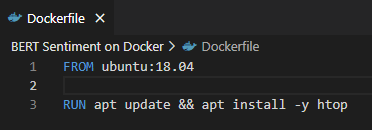 Dockerfile
BERT Sentiment on Docker > Dockerfile
1 FROM ubuntu:18.04
2
3 RUN apt update && apt install -y htop